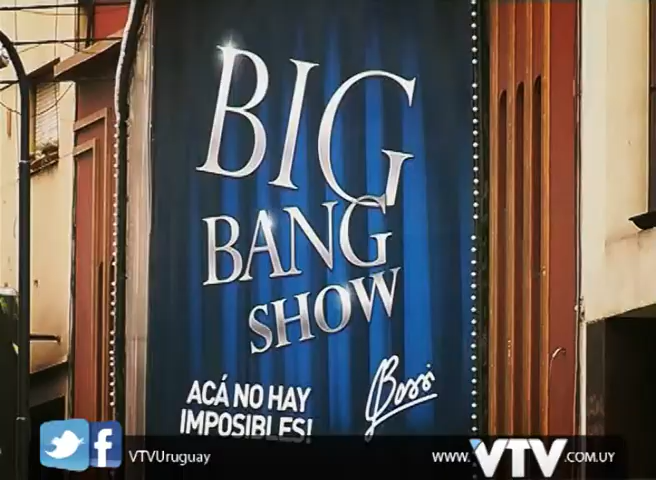 BIG
BANG
SHOW
ACÁ NO HAY
IMPOSIBLES!
Bossi
VTVUruguay
www.VTV.COM.UY